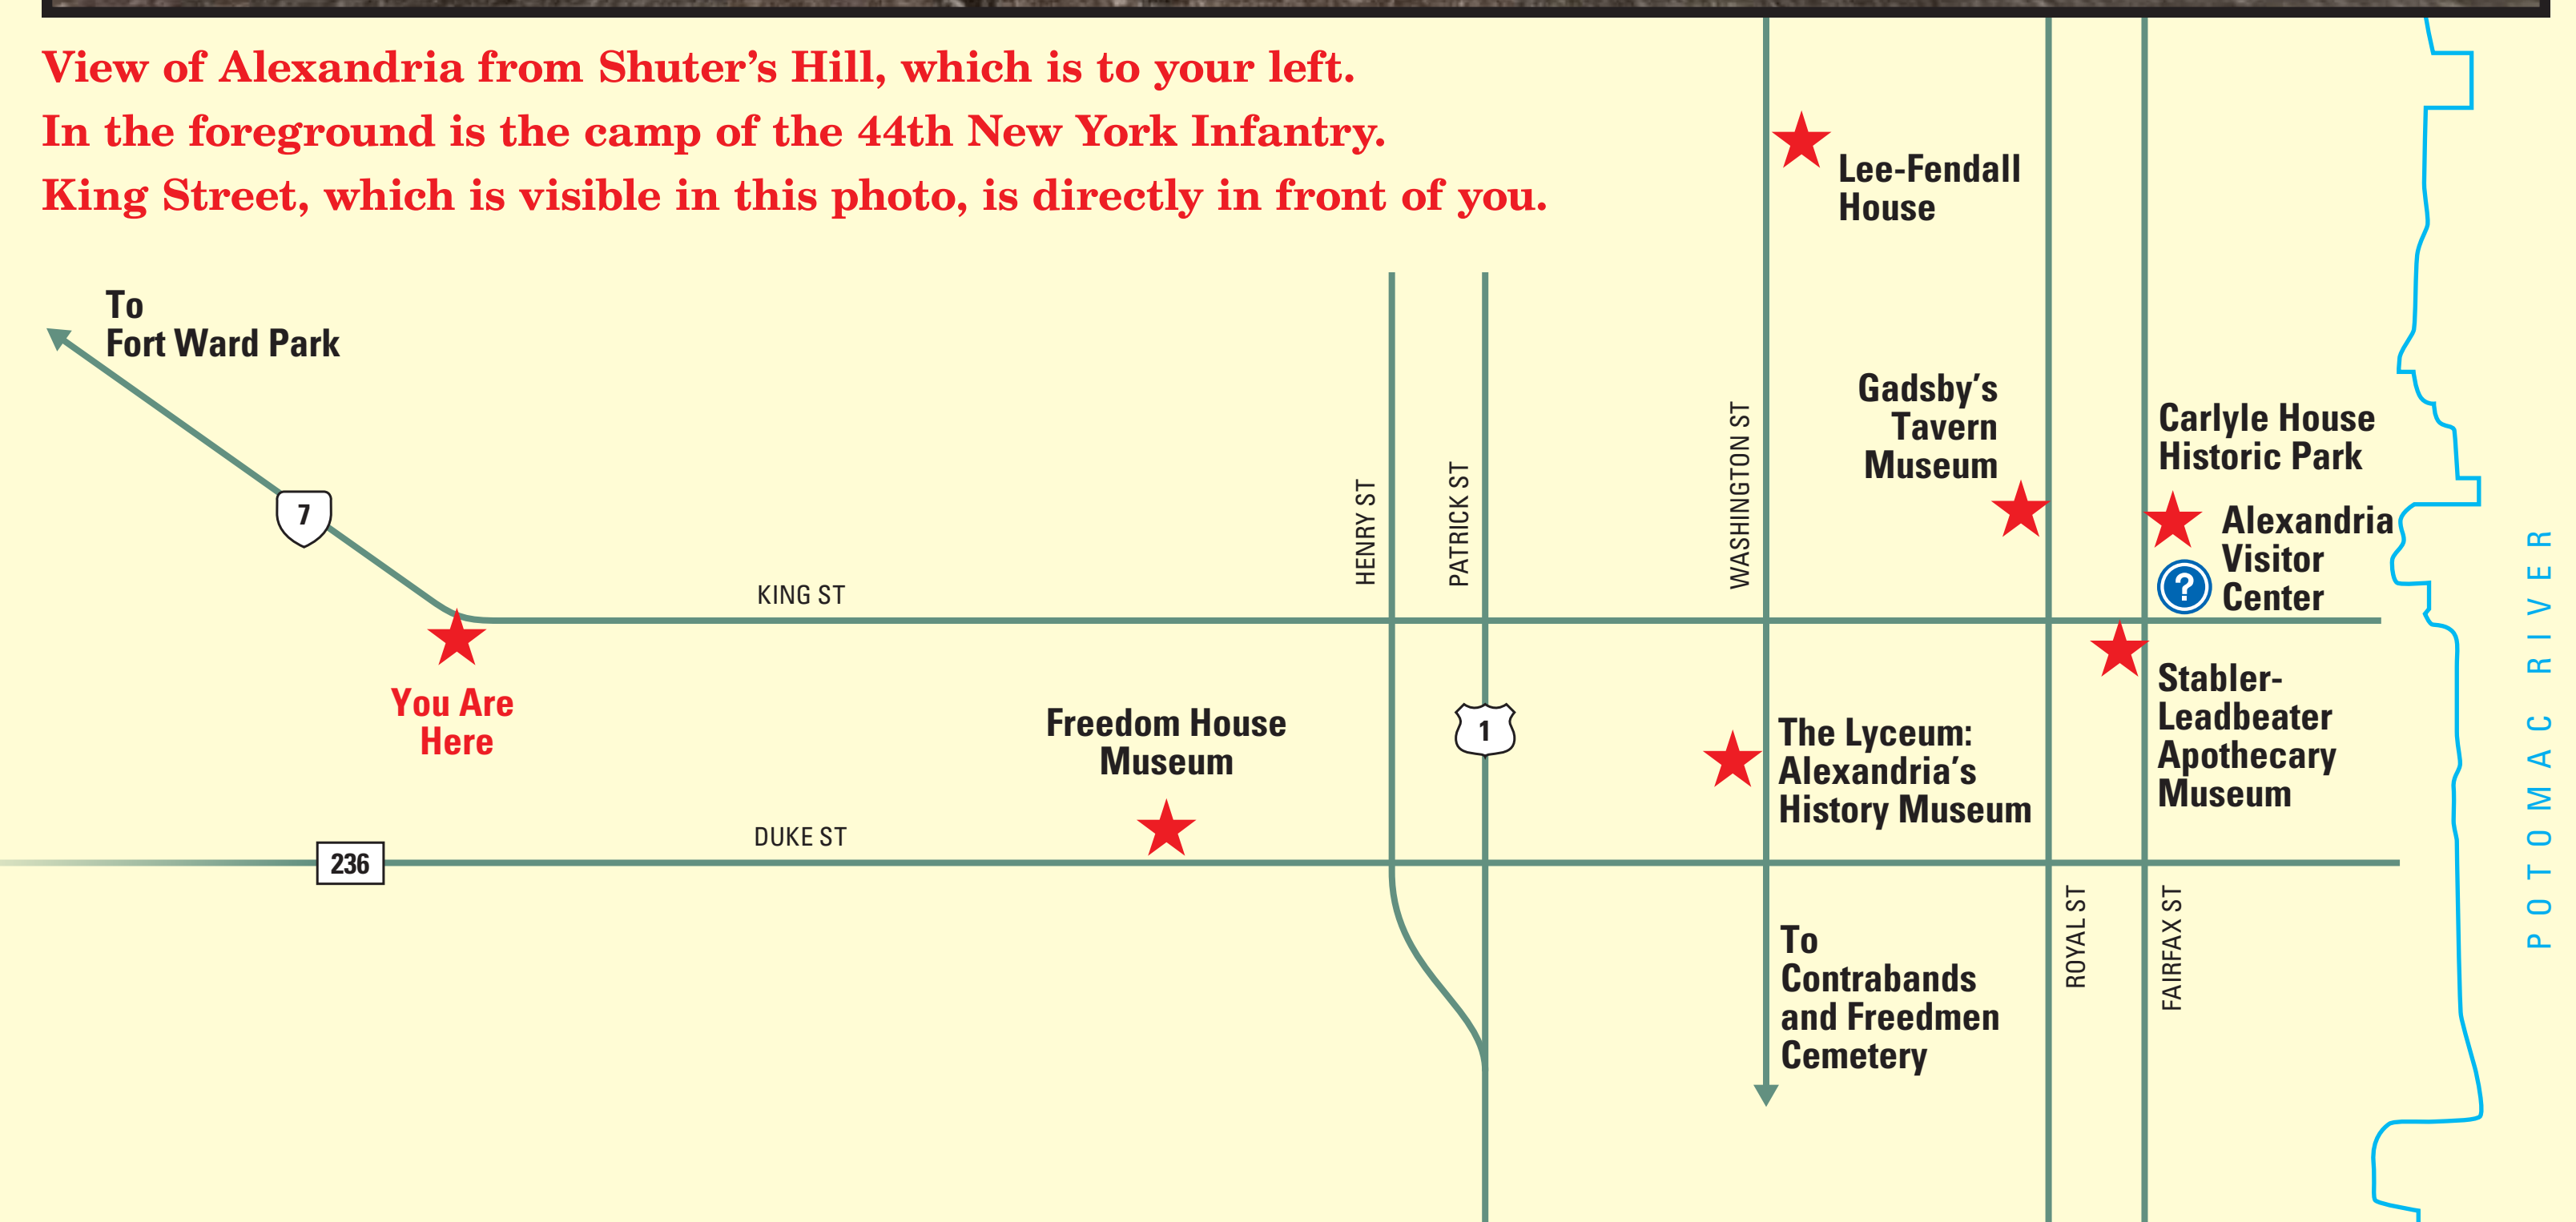 View of Alexandria from Shuter’s Hill, which is to your left.
In the foreground is the camp of the 44th New York Infantry.
King Street, which is visible in this photo, is directly in front of you.
Lee-Fendall
House
To
Fort Ward Park
7
Gadsby’s
Tavern
Museum
Carlyle House
Historic Park
Alexandria
Visitor
Center
?
HENRY ST
PATRICK ST
WASHINGTON ST
KING ST
You Are
Here
Freedom House
Museum
1
The Lyceum:
Alexandria’s
History Museum
Stabler-
Leadbeater
Apothecary
Museum
POTOMAC RIVER
DUKE ST
236
To
Contrabands
and Freedmen
Cemetery
ROYAL ST
FAIRFAX ST